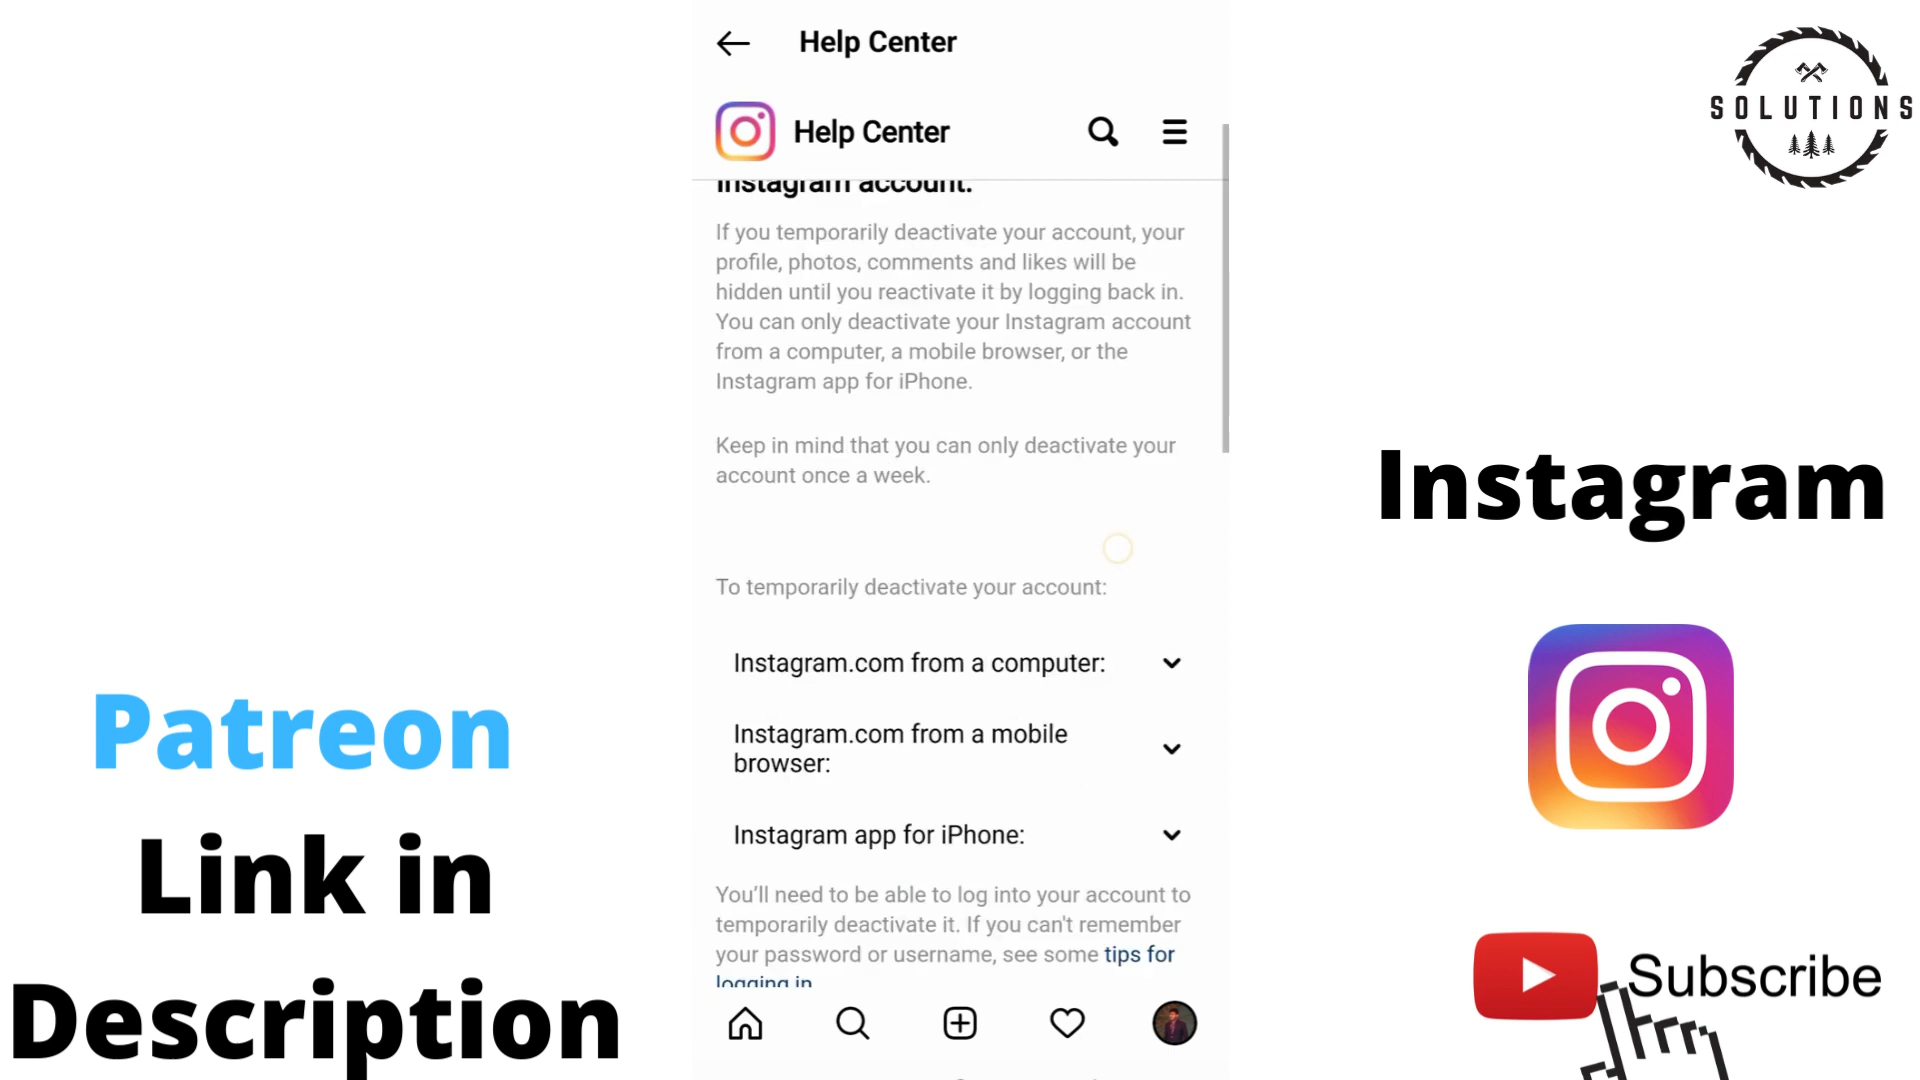 Help Center
Help Center
Instagram account.
If you temporarily deactivate your account, your
profile, photos, comments and likes will be
hidden until you reactivate it by logging back in.
You can only deactivate your Instagram account
from a computer, a mobile browser, or the
Instagram app for iPhone.
Keep in mind that you can only deactivate your
account once a week.
To temporarily deactivate your account:
Instagram.com from a computer:
Instagram.com from a mobile
browser:
Instagram app for iPhone:
You’ll need to be able to log into your account to
temporarily deactivate it. If you can't remember
your password or username, see some tips for
logging in
Patreon
Link in
Description
SOLUTIONS
Instagram
Subscribe